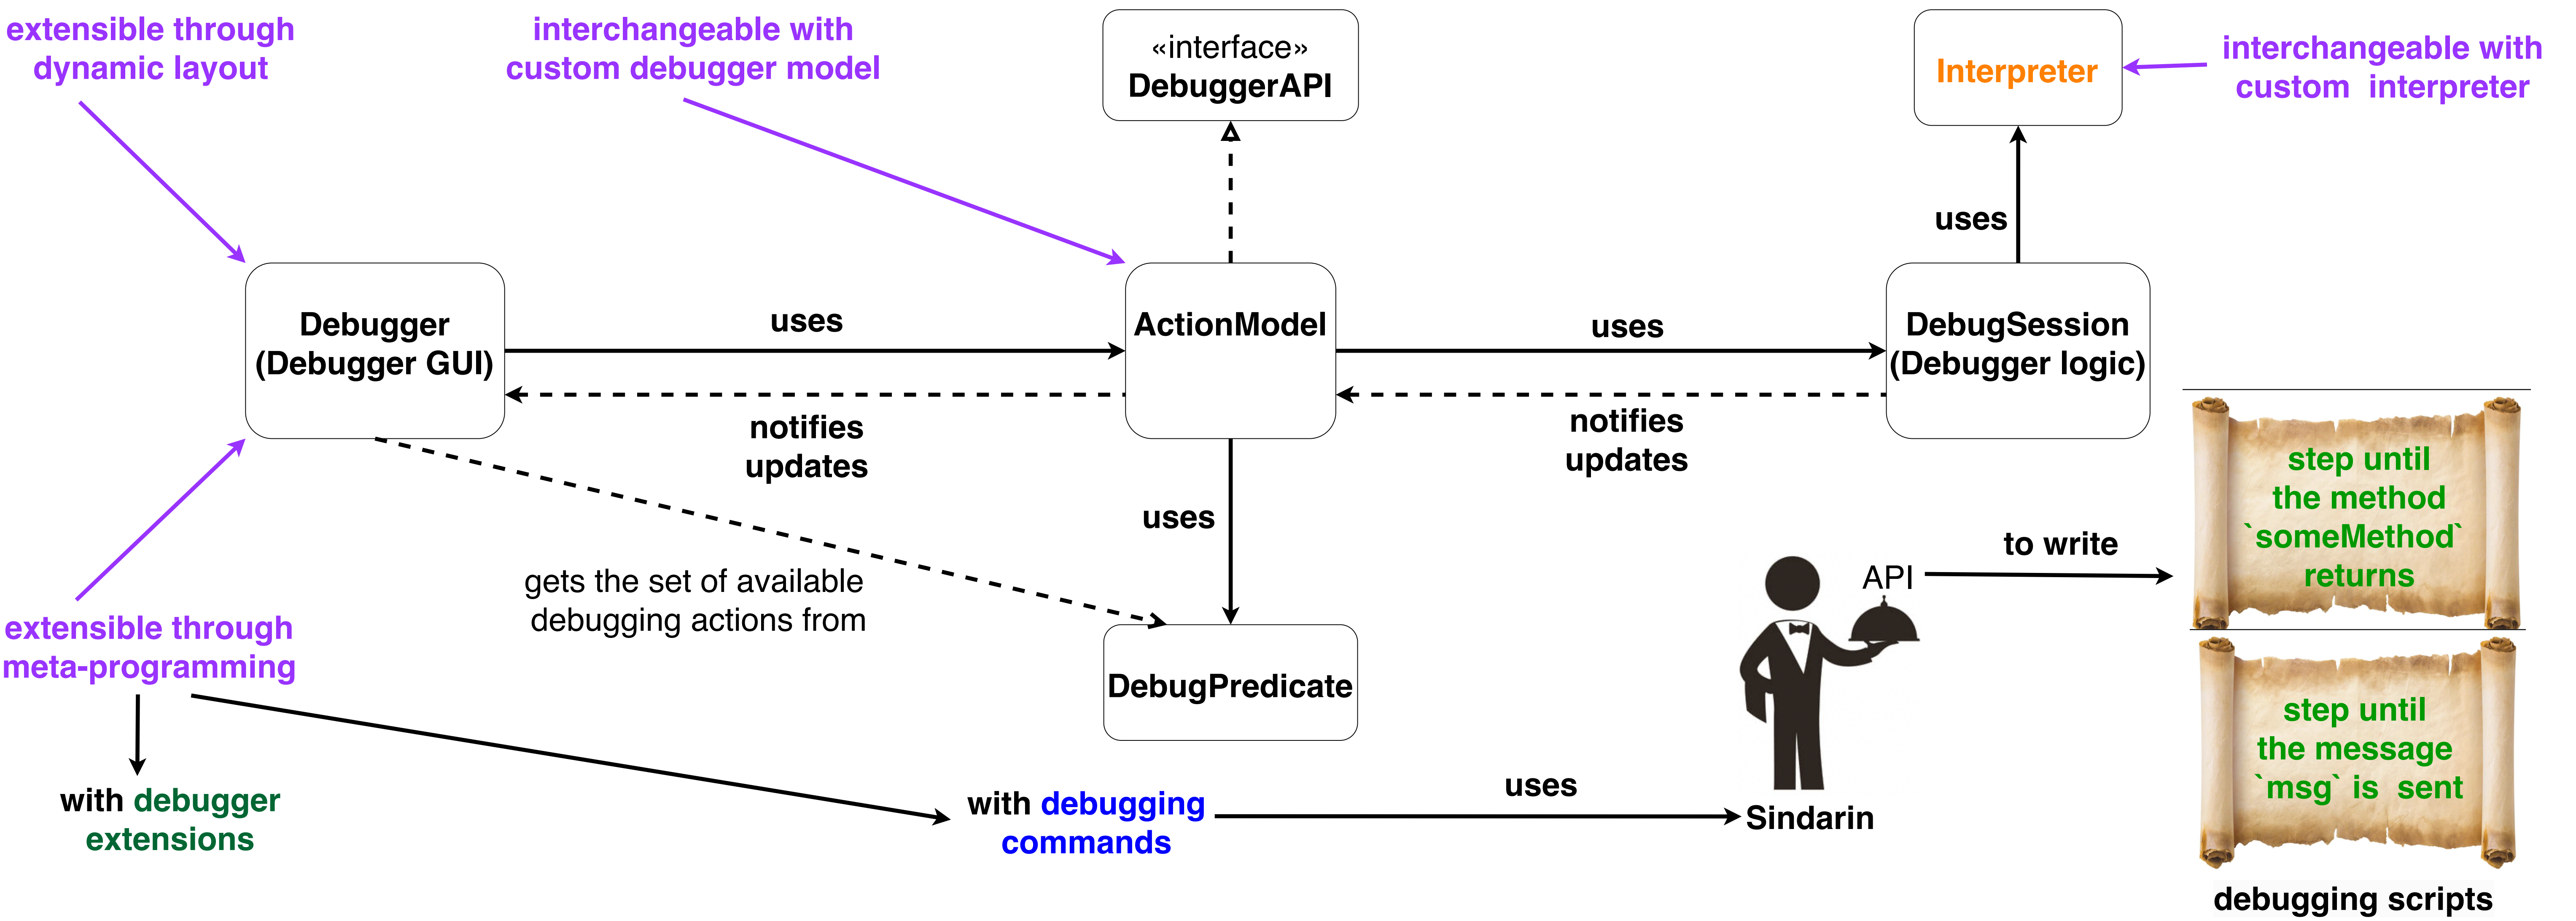 extensible through
dynamic layout
interchangeable with
custom debugger model
«interface»
DebuggerAPI
Interpreter
interchangeable with
custom interpreter
uses
Debugger
(Debugger GUI)
uses
ActionModel
uses
DebugSession
(Debugger logic)
notifies
updates
notifies
updates
step until
the method
`someMethod`
returns
uses
to write
API
gets the set of available
debugging actions from
extensible through
meta-programming
DebugPredicate
step until
the message
`msg` is sent
with debugger
extensions
with debugging
commands
uses
Sindarin
debugging scripts